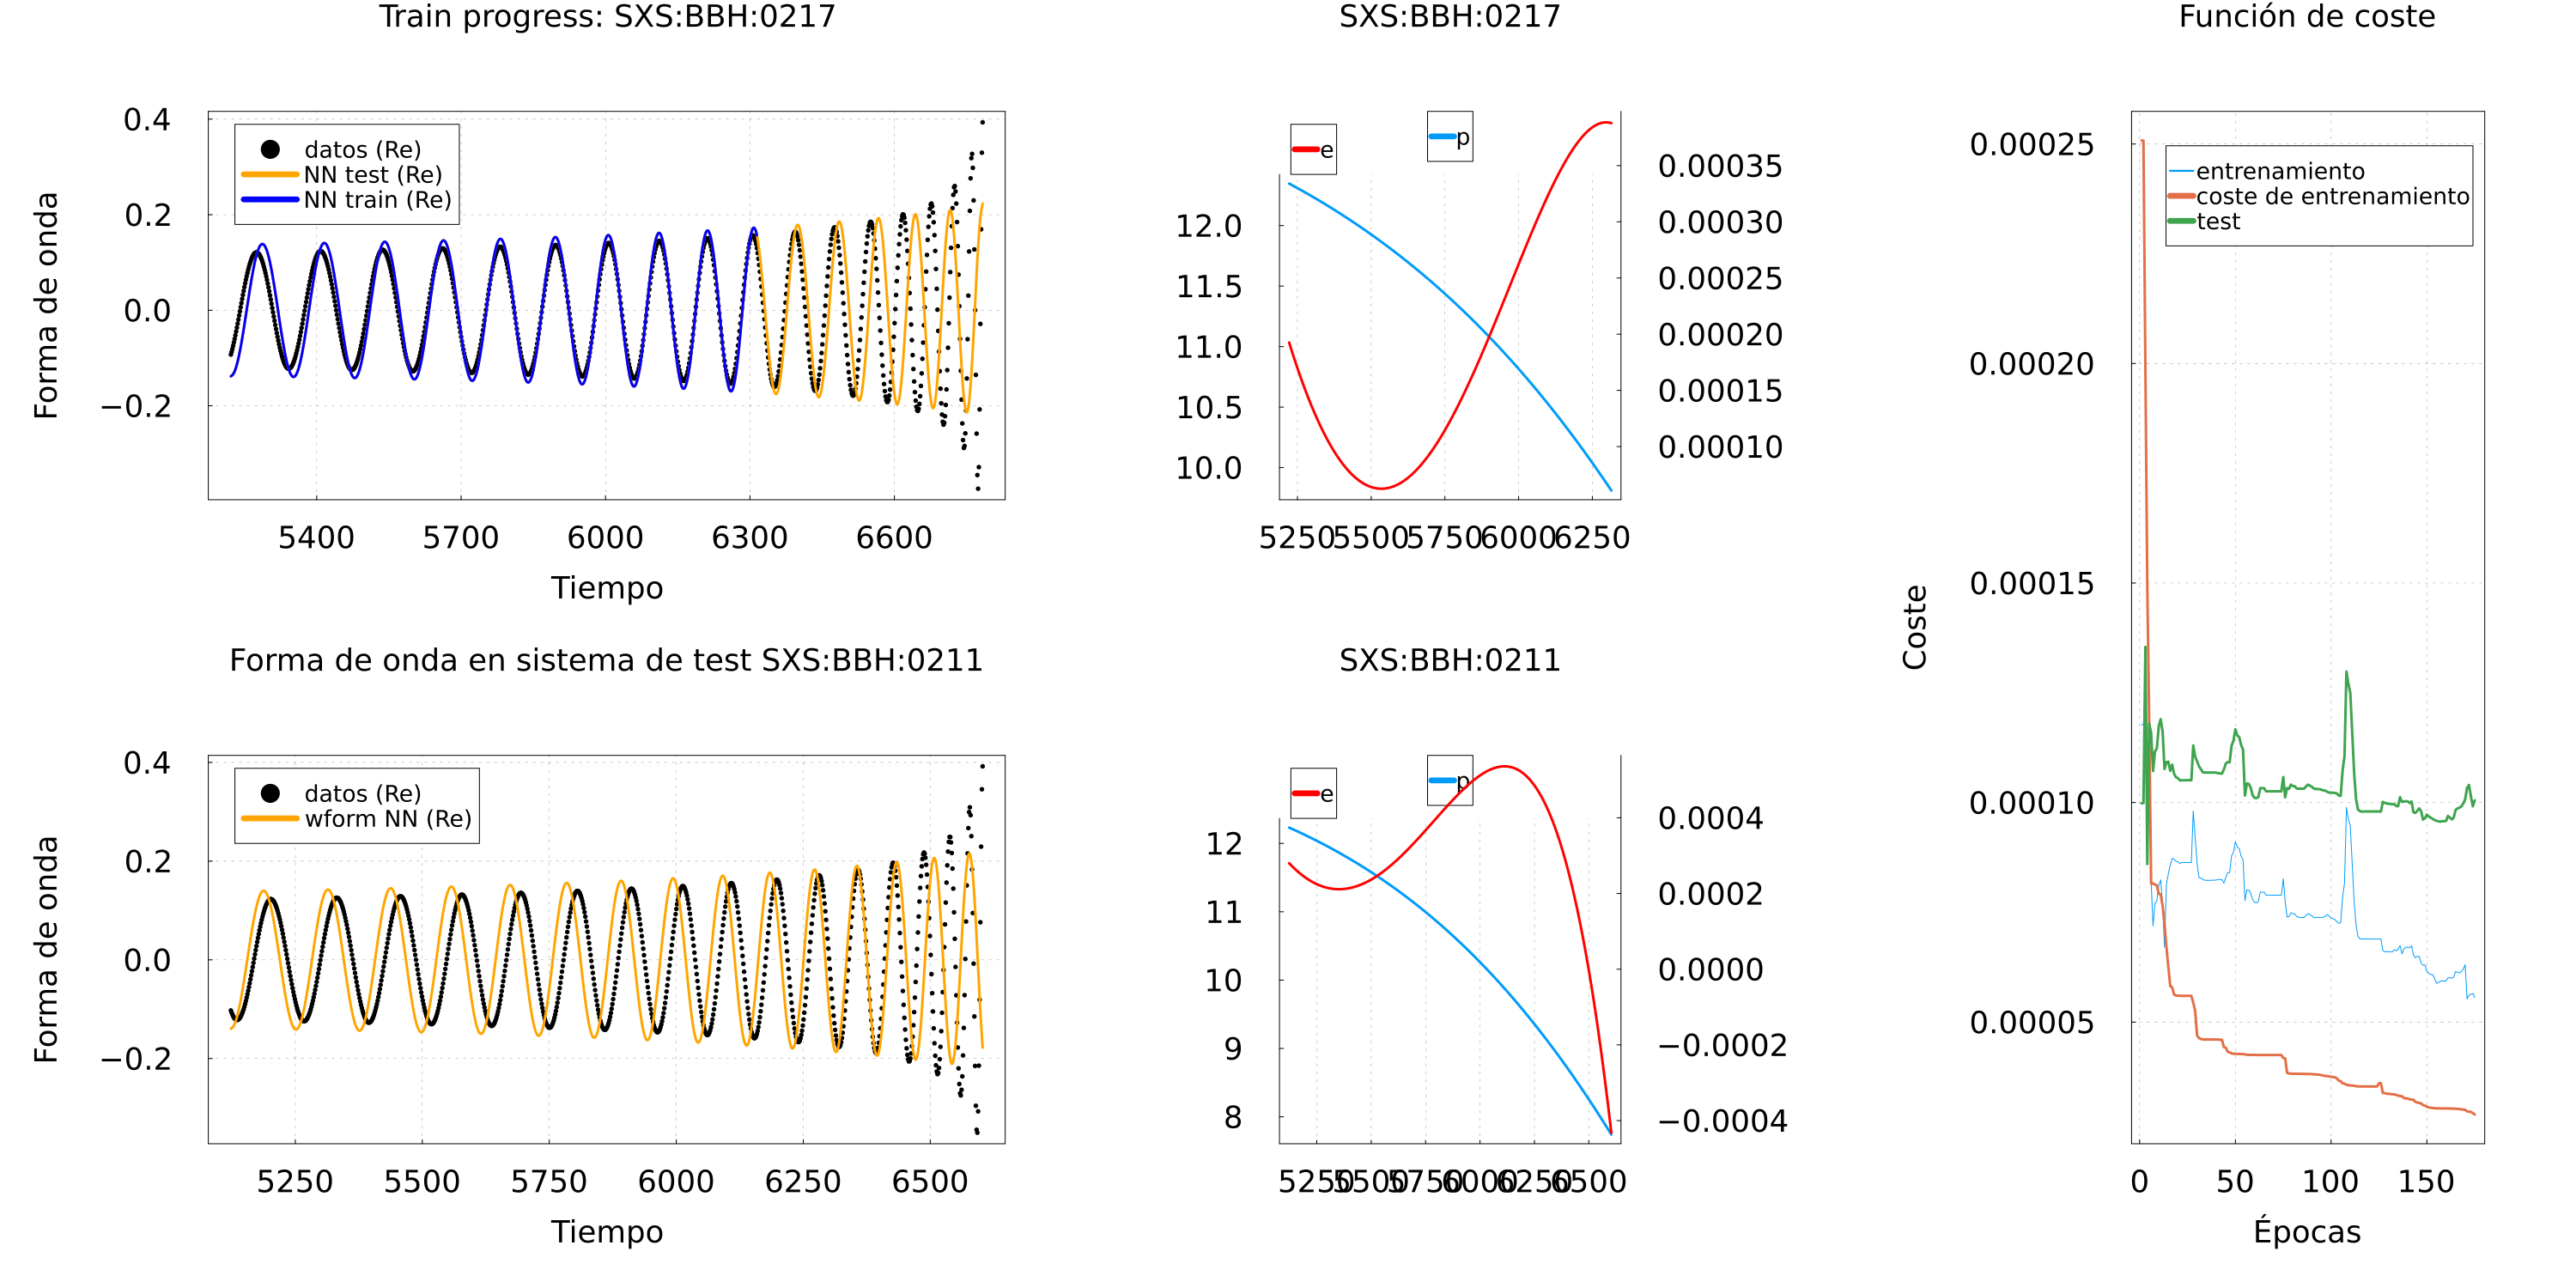 Train progress: SXS:BBH:0217
0.4
0.2
0.0
−0.2
Forma de onda
datos (Re)
NN test (Re)
NN train (Re)
5400 5700 6000 6300 6600
Tiempo
SXS:BBH:0217
e
p
12.0
11.5
11.0
10.5
10.0
0.00035
0.00030
0.00025
0.00020
0.00015
0.00010
5250 5500 5750 6000 6250
Forma de onda en sistema de test SXS:BBH:0211
0.4
0.2
0.0
−0.2
Forma de onda
datos (Re)
wform NN (Re)
5250 5500 5750 6000 6250 6500
Tiempo
SXS:BBH:0211
e
p
12
11
10
9
8
0.0004
0.0002
0.0000
−0.0002
−0.0004
5250 5500 5750 6000 6250 6500
Función de coste
0.00025
0.00020
0.00015
0.00010
0.00005
Coste
entrenamiento
coste de entrenamiento
test
0 50 100 150
Épocas